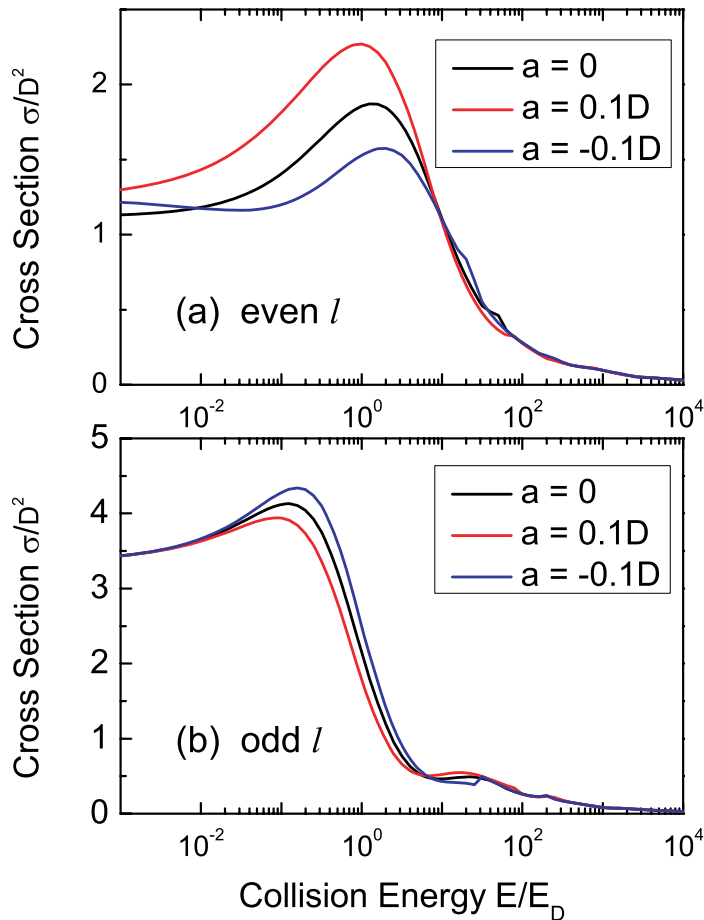 Cross Section σ/D²
2
1
0
a = 0
a = 0.1D
a = -0.1D
(a) even l
10⁻² 10⁰ 10² 10⁴
Cross Section σ/D²
5
4
3
2
1
0
a = 0
a = 0.1D
a = -0.1D
(b) odd l
10⁻² 10⁰ 10² 10⁴
Collision Energy E/E_D